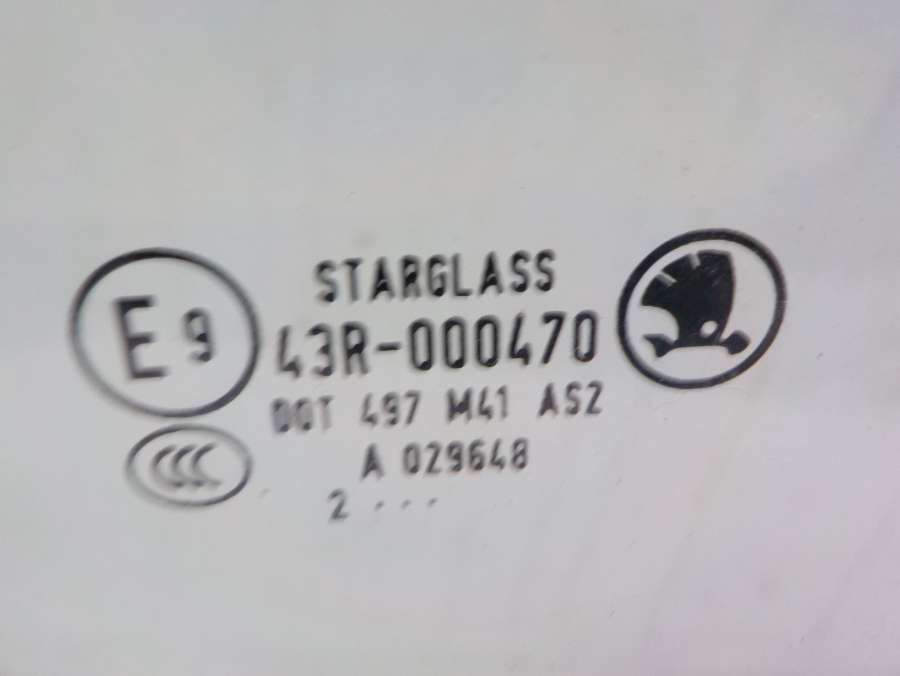 STARGLASS
E9
43R-000470
DOT 497 M41 AS2
A 029648
CCC
2 ...